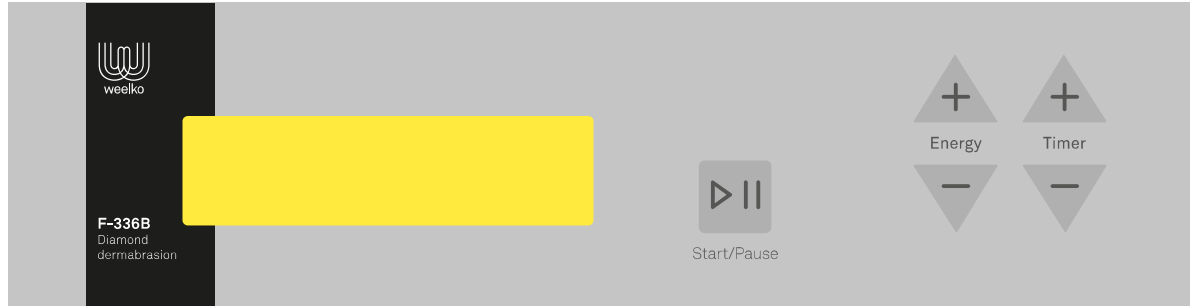 weelko
F-336B
Diamond
dermabrasion
Start/Pause
Energy
Timer